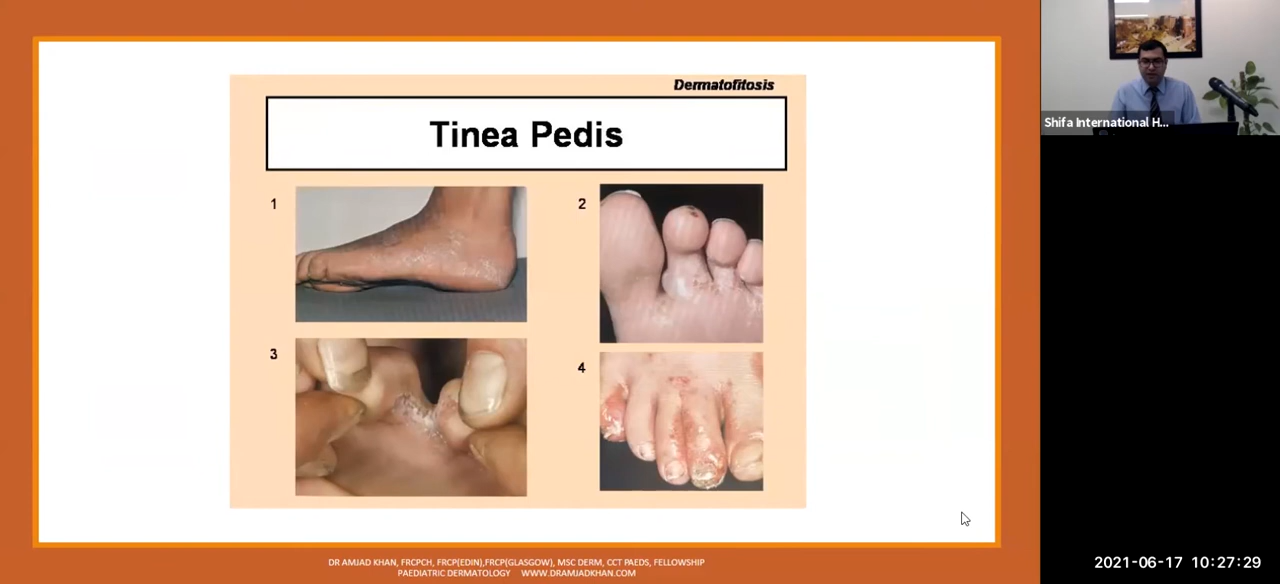 Dermatofitosis
Tinea Pedis
1
2
3
4
Shifa International H...
DR AMJAD KHAN, FRCPCH, FRCP(EDIN),FRCP(GLASGOW), MSC DERM, CCT PAEDS, FELLOWSHIP
PAEDIATRIC DERMATOLOGY WWW.DRAMJADKHAN.COM
2021-06-17 10:27:29